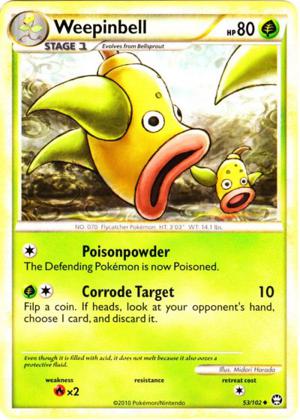 Weepinbell
HP 80
STAGE 1
Evolves from Bellsprout
NO. 070 Flycatcher Pokémon HT: 3'03" WT: 14.1 lbs.
Poisonpowder
The Defending Pokémon is now Poisoned.
Corrode Target 10
Filp a coin. If heads, look at your opponent's hand,
choose 1 card, and discard it.
Illus. Midori Harada
Even though it is filled with acid, it does not melt because it also oozes a
protective fluid.
weakness resistance retreat cost
×2
©2010 Pokémon/Nintendo 53/102